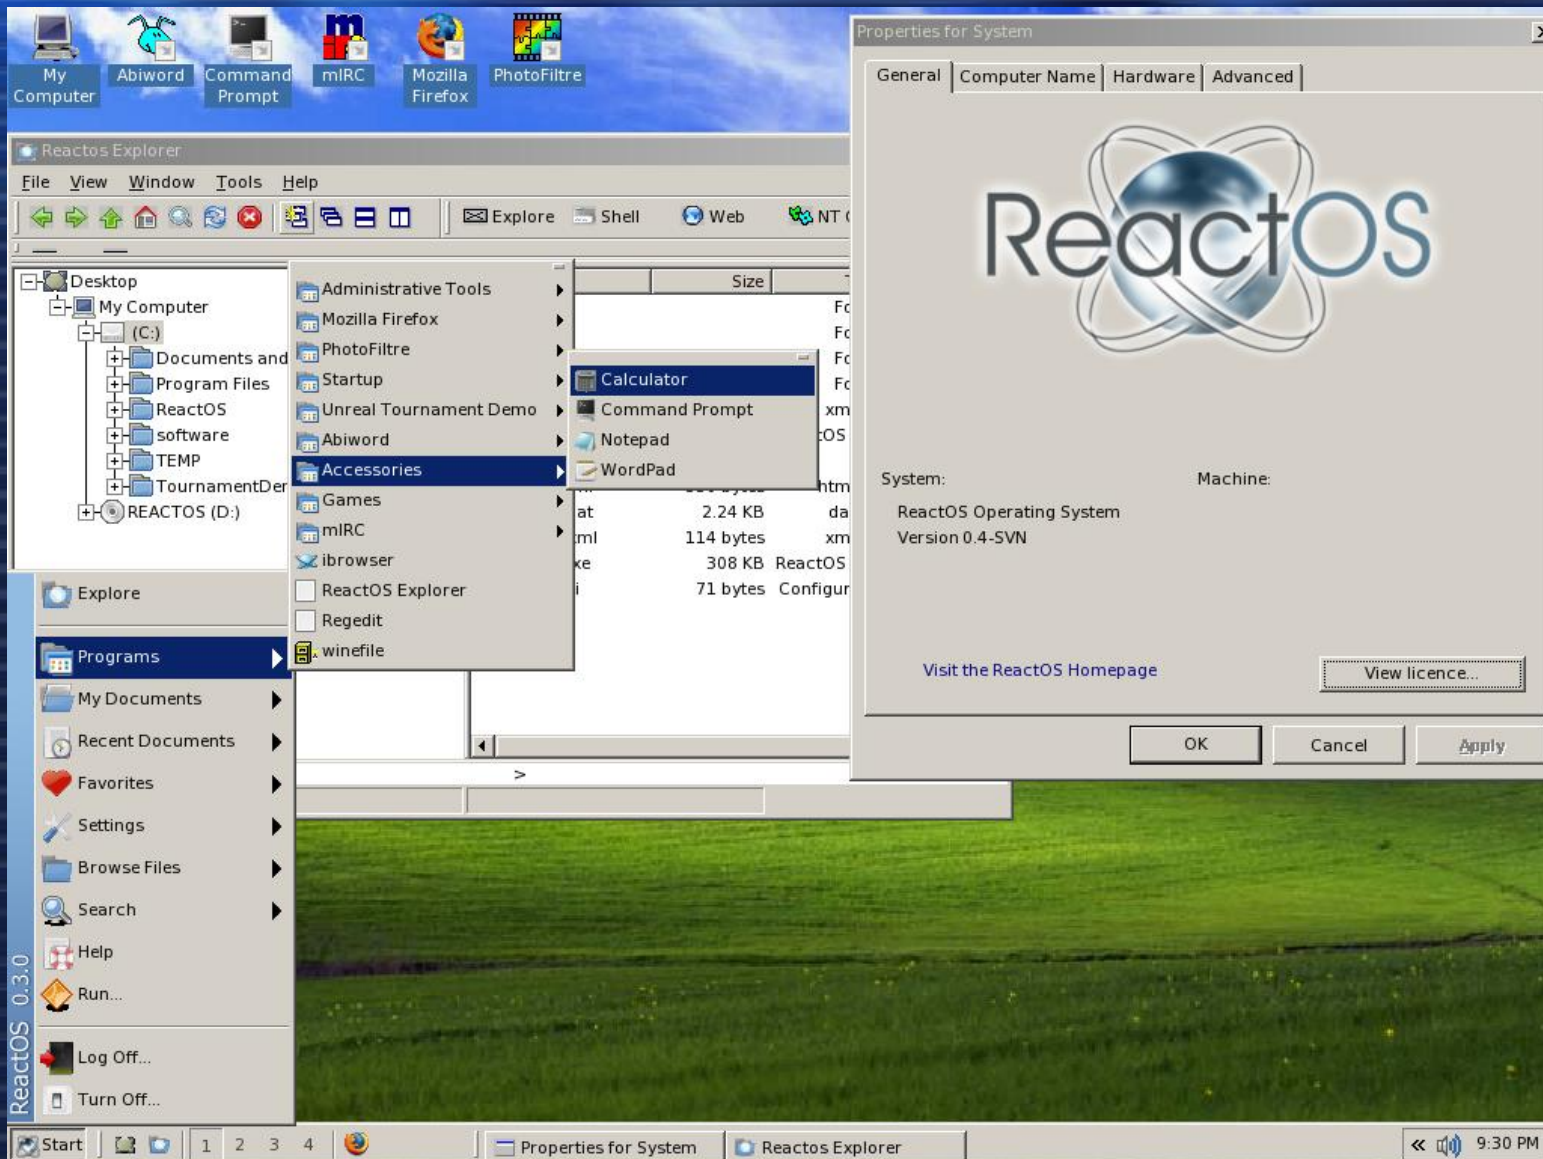 My Computer
Abiword
Command Prompt
mIRC
Mozilla Firefox
PhotoFiltre
Reactos Explorer
File View Window Tools Help
Explore Shell Web NT
Desktop
My Computer
(C:)
Documents and
Program Files
ReactOS
software
TEMP
REACTOS (D:)
Size
2.24 KB
114 bytes
308 KB ReactOS
71 bytes
Administrative Tools
Mozilla Firefox
PhotoFiltre
Startup
Unreal Tournament Demo
Abiword
Accessories
Games
mIRC
ibrowser
ReactOS Explorer
Regedit
winefile
Calculator
Command Prompt
Notepad
WordPad
>
Explore
Programs
My Documents
Recent Documents
Favorites
Settings
Browse Files
Search
Help
Run...
Log Off...
Turn Off...
ReactOS 0.3.0
Properties for System
General Computer Name Hardware Advanced
ReactOS
System: Machine:
ReactOS Operating System
Version 0.4-SVN
Visit the ReactOS Homepage
View licence...
OK Cancel Apply
Start 1 2 3 4 Properties for System Reactos Explorer « 9:30 PM